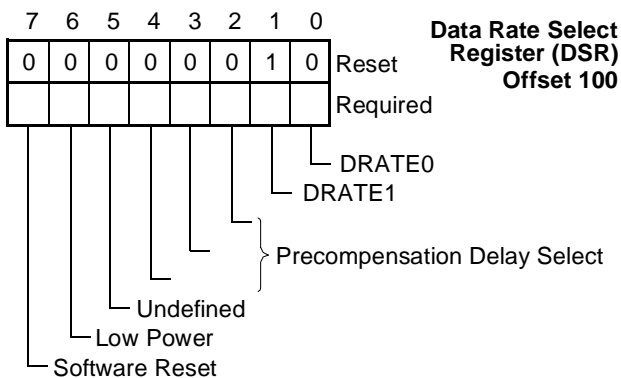 7 6 5 4 3 2 1 0
Data Rate Select
Register (DSR)
Offset 100
0 0 0 0 0 0 1 0 Reset
Required
DRATE0
DRATE1
Precompensation Delay Select
Undefined
Low Power
Software Reset